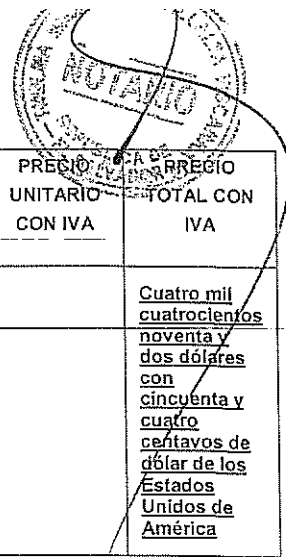 NOTARIO
PRECIO
UNITARIO
CON IVA
PRECIO
TOTAL CON
IVA
Cuatro mil
cuatrocientos
noventa y
dos dólares
con
cincuenta y
cuatro
centavos de
dólar de los
Estados
Unidos de
América